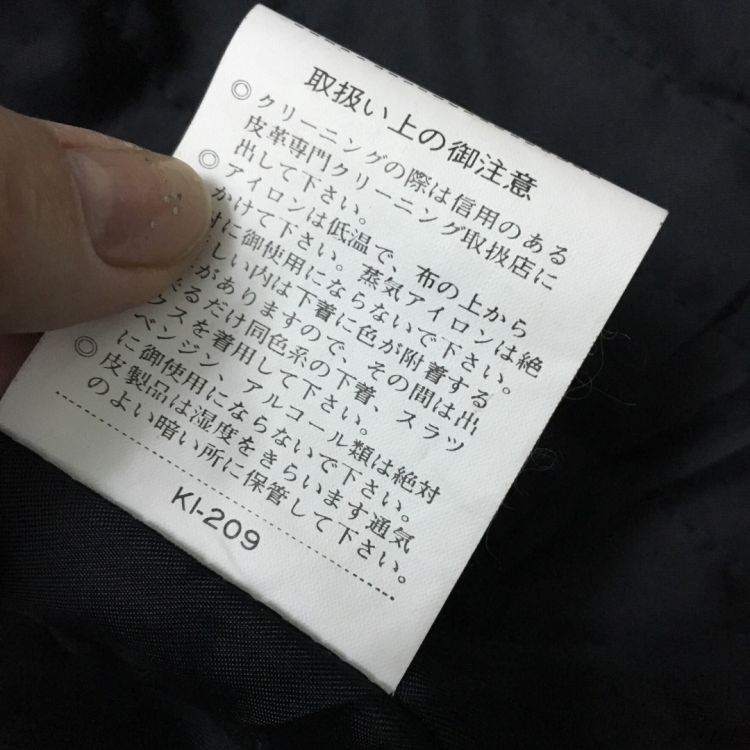 取扱い上の御注意
◎クリーニングの際は信用のある
皮革専門クリーニング取扱店に
出して下さい。
◎アイロンは低温で、布の上から
かけて下さい。蒸気アイロンは絶
対に御使用にならないで下さい。
しい内は下着に色が附着する
がありますので、その間は出
るだけ同色系の下着、スラッ
クスを着用して下さい。
◎ベンジン、アルコール類は絶対
に御使用にならないで下さい。
皮製品は湿度をきらいます通気
のよい暗い所に保管して下さい。
KI-209